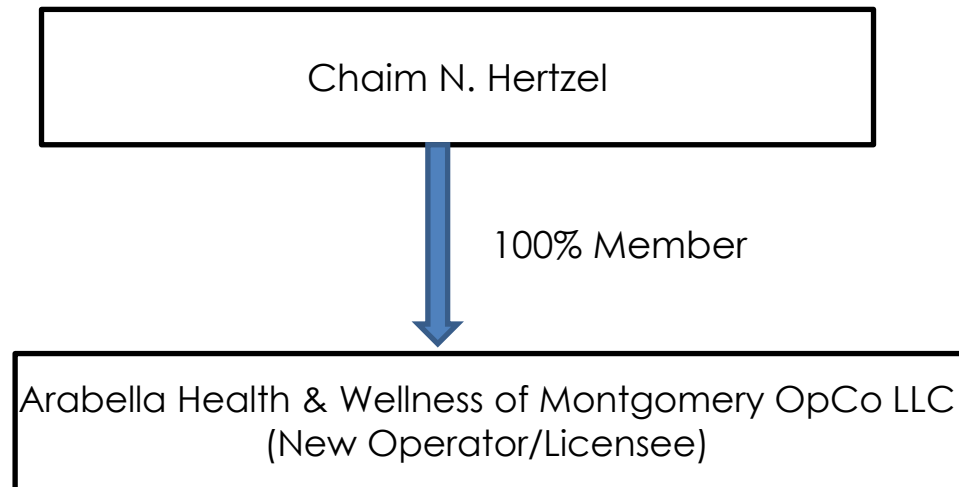 Chaim N. Hertzel
100% Member
Arabella Health & Wellness of Montgomery OpCo LLC
(New Operator/Licensee)